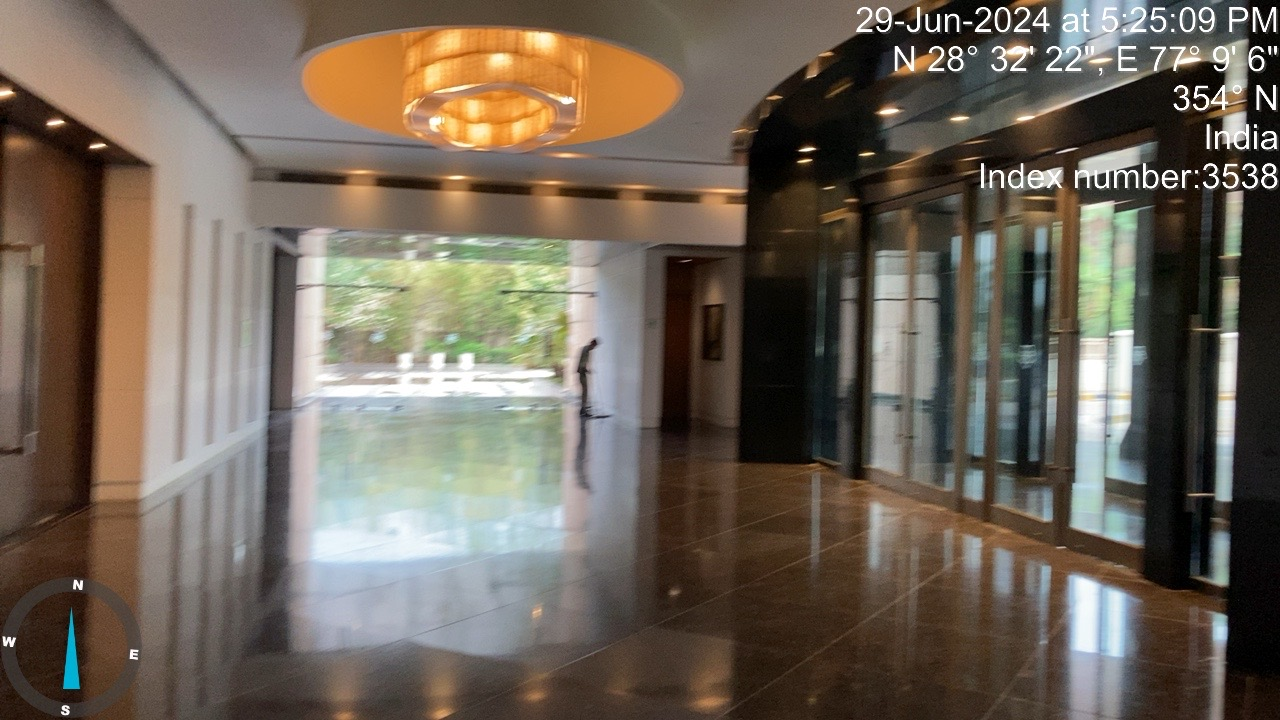 29-Jun-2024 at 5:25:09 PM
N 28° 32' 22", E 77° 9' 6"
354° N
India
Index number:3538
N
W
E
S